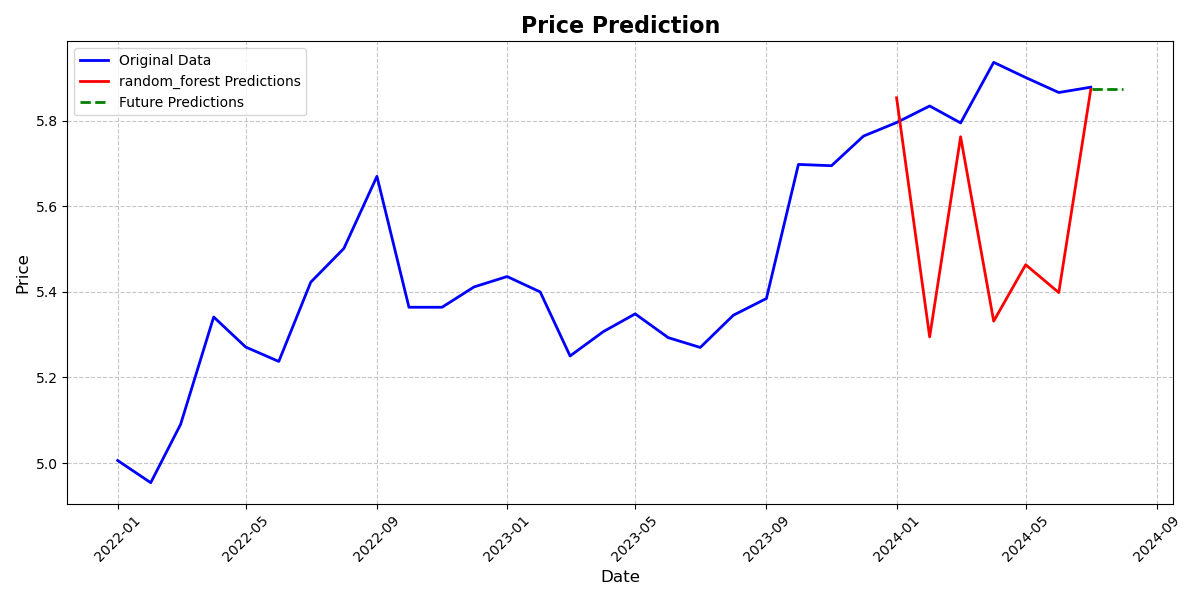 Price Prediction
Original Data
random_forest Predictions
Future Predictions
Price
5.8
5.6
5.4
5.2
5.0
2022-01
2022-05
2022-09
2023-01
2023-05
2023-09
2024-01
2024-05
2024-09
Date